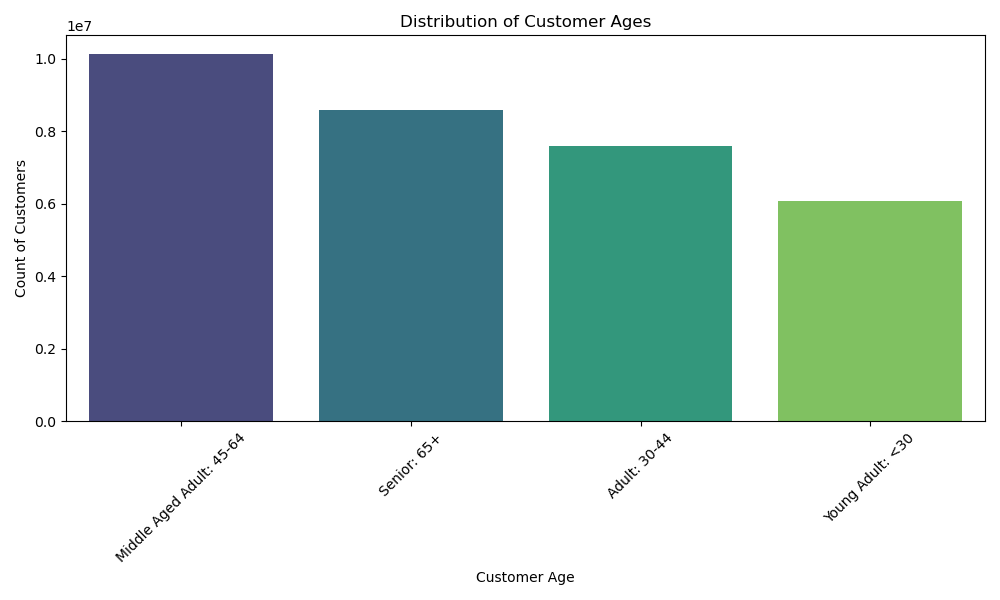 Distribution of Customer Ages
1e7
1.0
0.8
0.6
0.4
0.2
0.0
Count of Customers
Middle Aged Adult: 45-64
Senior: 65+
Adult: 30-44
Young Adult: <30
Customer Age